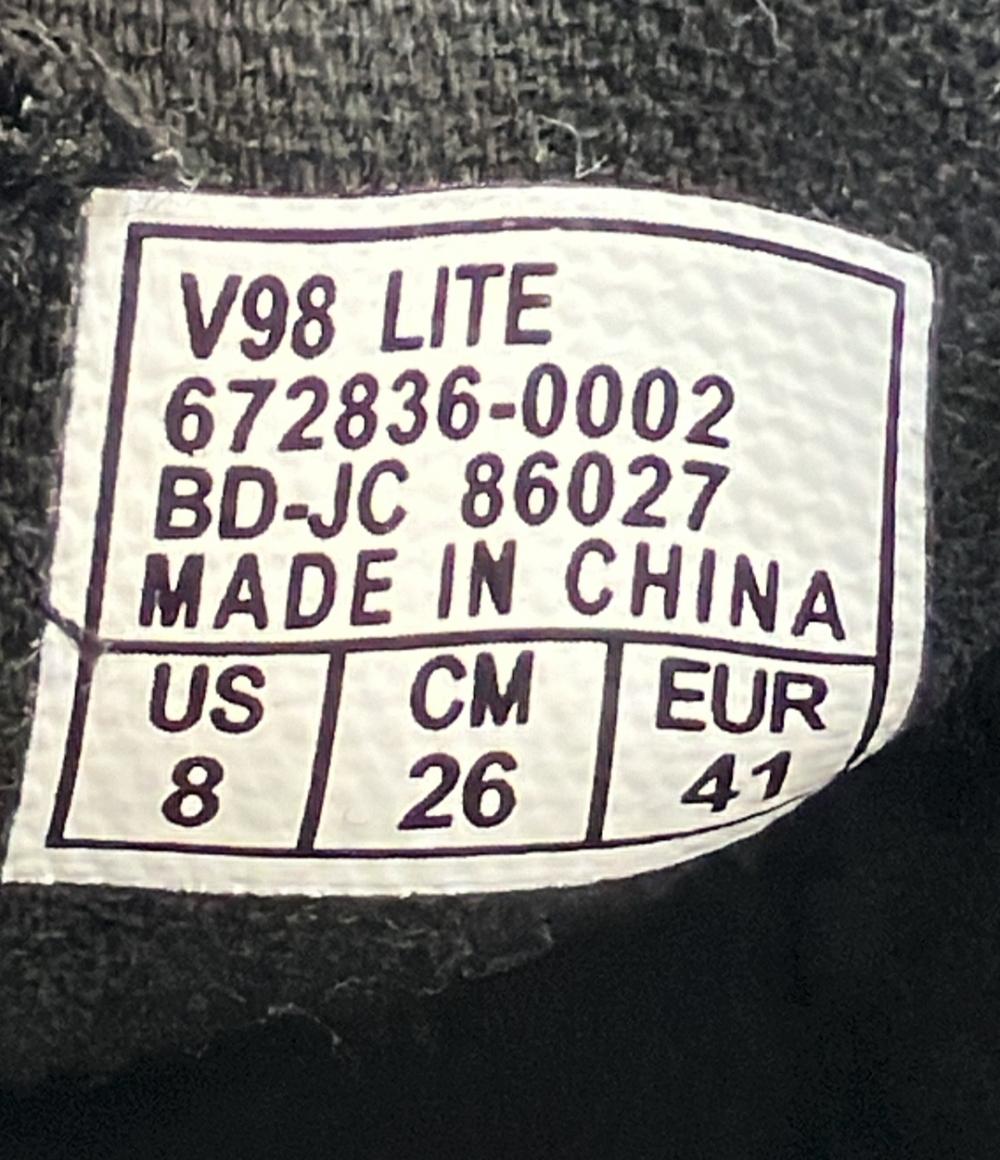 V98 LITE
672836-0002
BD-JC 86027
MADE IN CHINA
US CM EUR
8 26 41